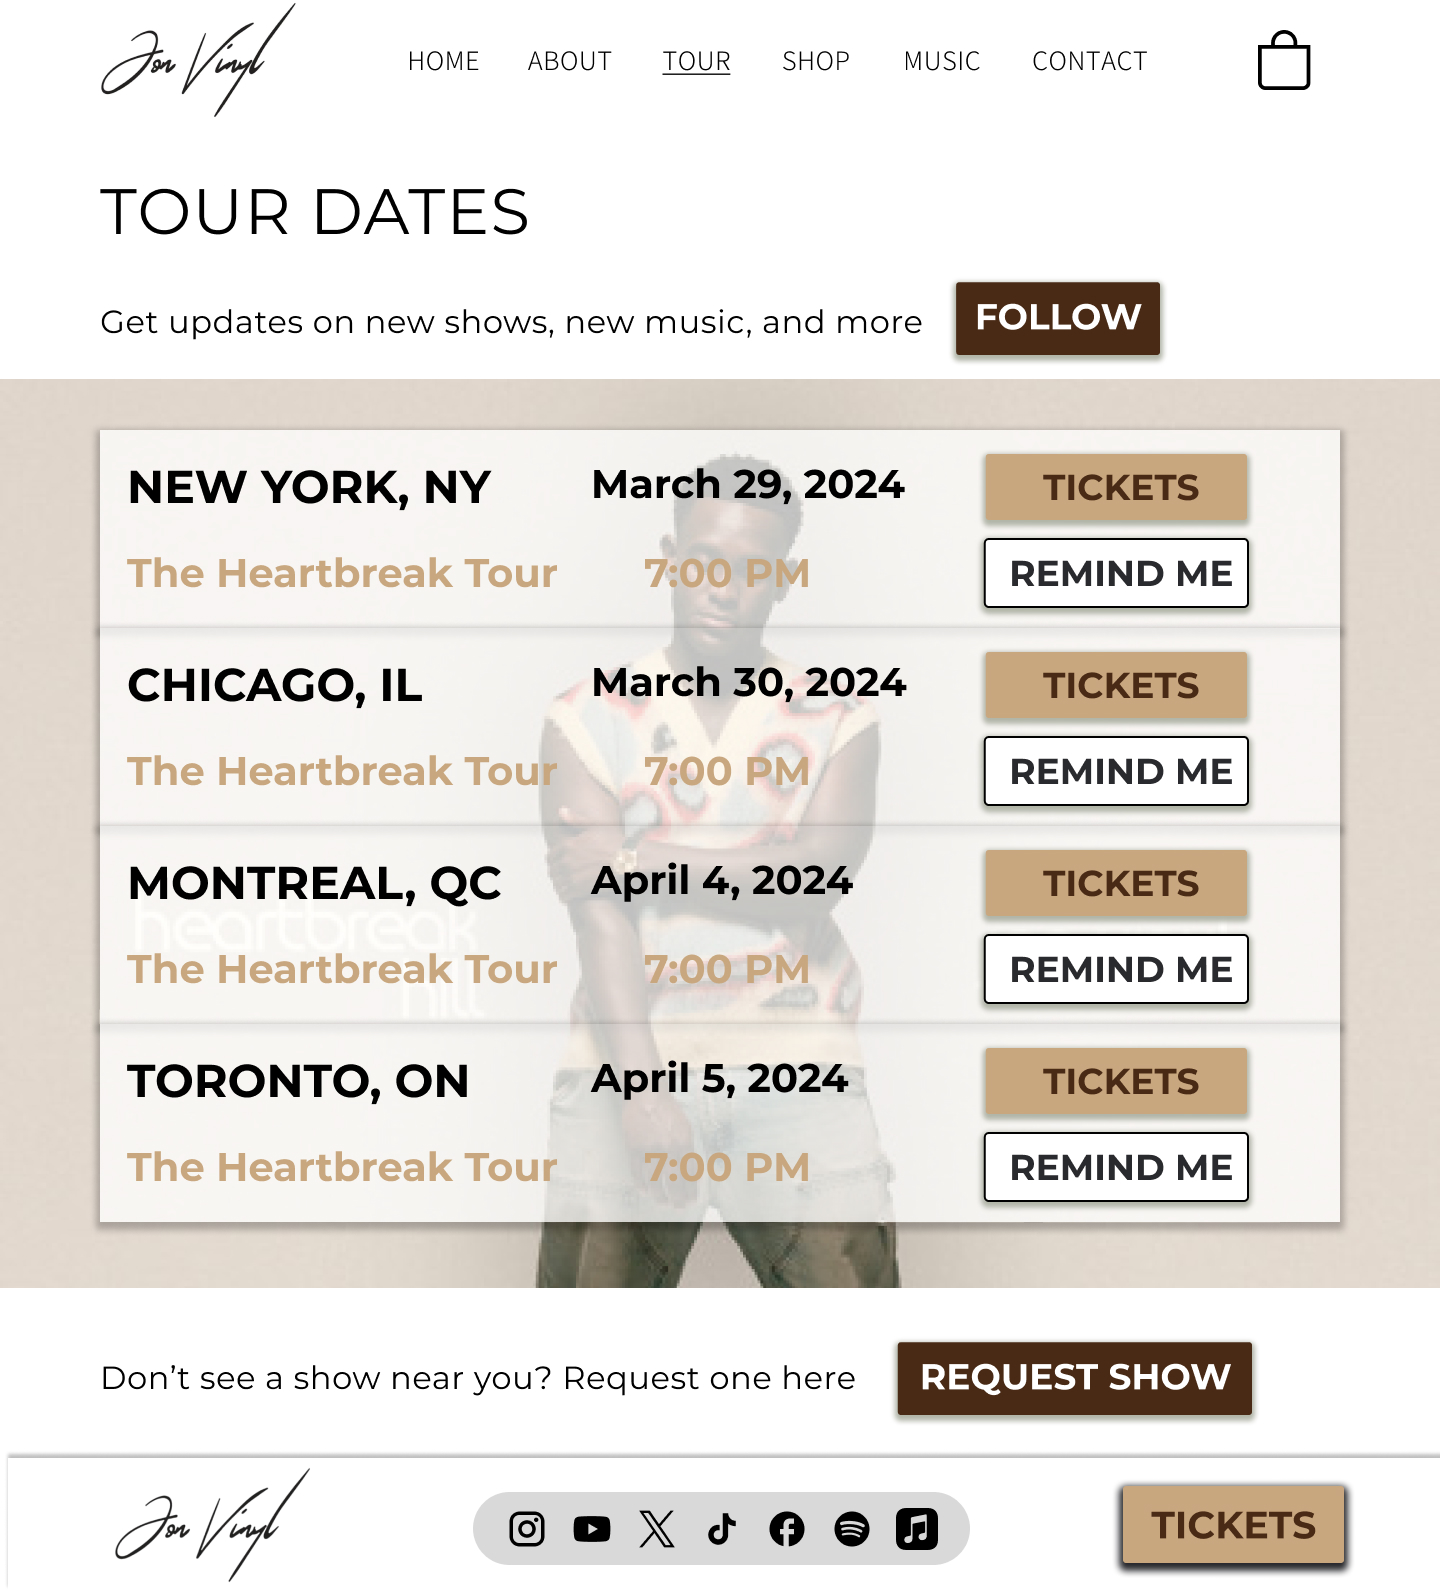 Jon Vinyl
HOME ABOUT TOUR SHOP MUSIC CONTACT
TOUR DATES
Get updates on new shows, new music, and more FOLLOW
NEW YORK, NY March 29, 2024 TICKETS
The Heartbreak Tour 7:00 PM REMIND ME
CHICAGO, IL March 30, 2024 TICKETS
The Heartbreak Tour 7:00 PM REMIND ME
MONTREAL, QC April 4, 2024 TICKETS
heartbreak
The Heartbreak Tour 7:00 PM REMIND ME
hill
TORONTO, ON April 5, 2024 TICKETS
The Heartbreak Tour 7:00 PM REMIND ME
Don’t see a show near you? Request one here REQUEST SHOW
Jon Vinyl TICKETS